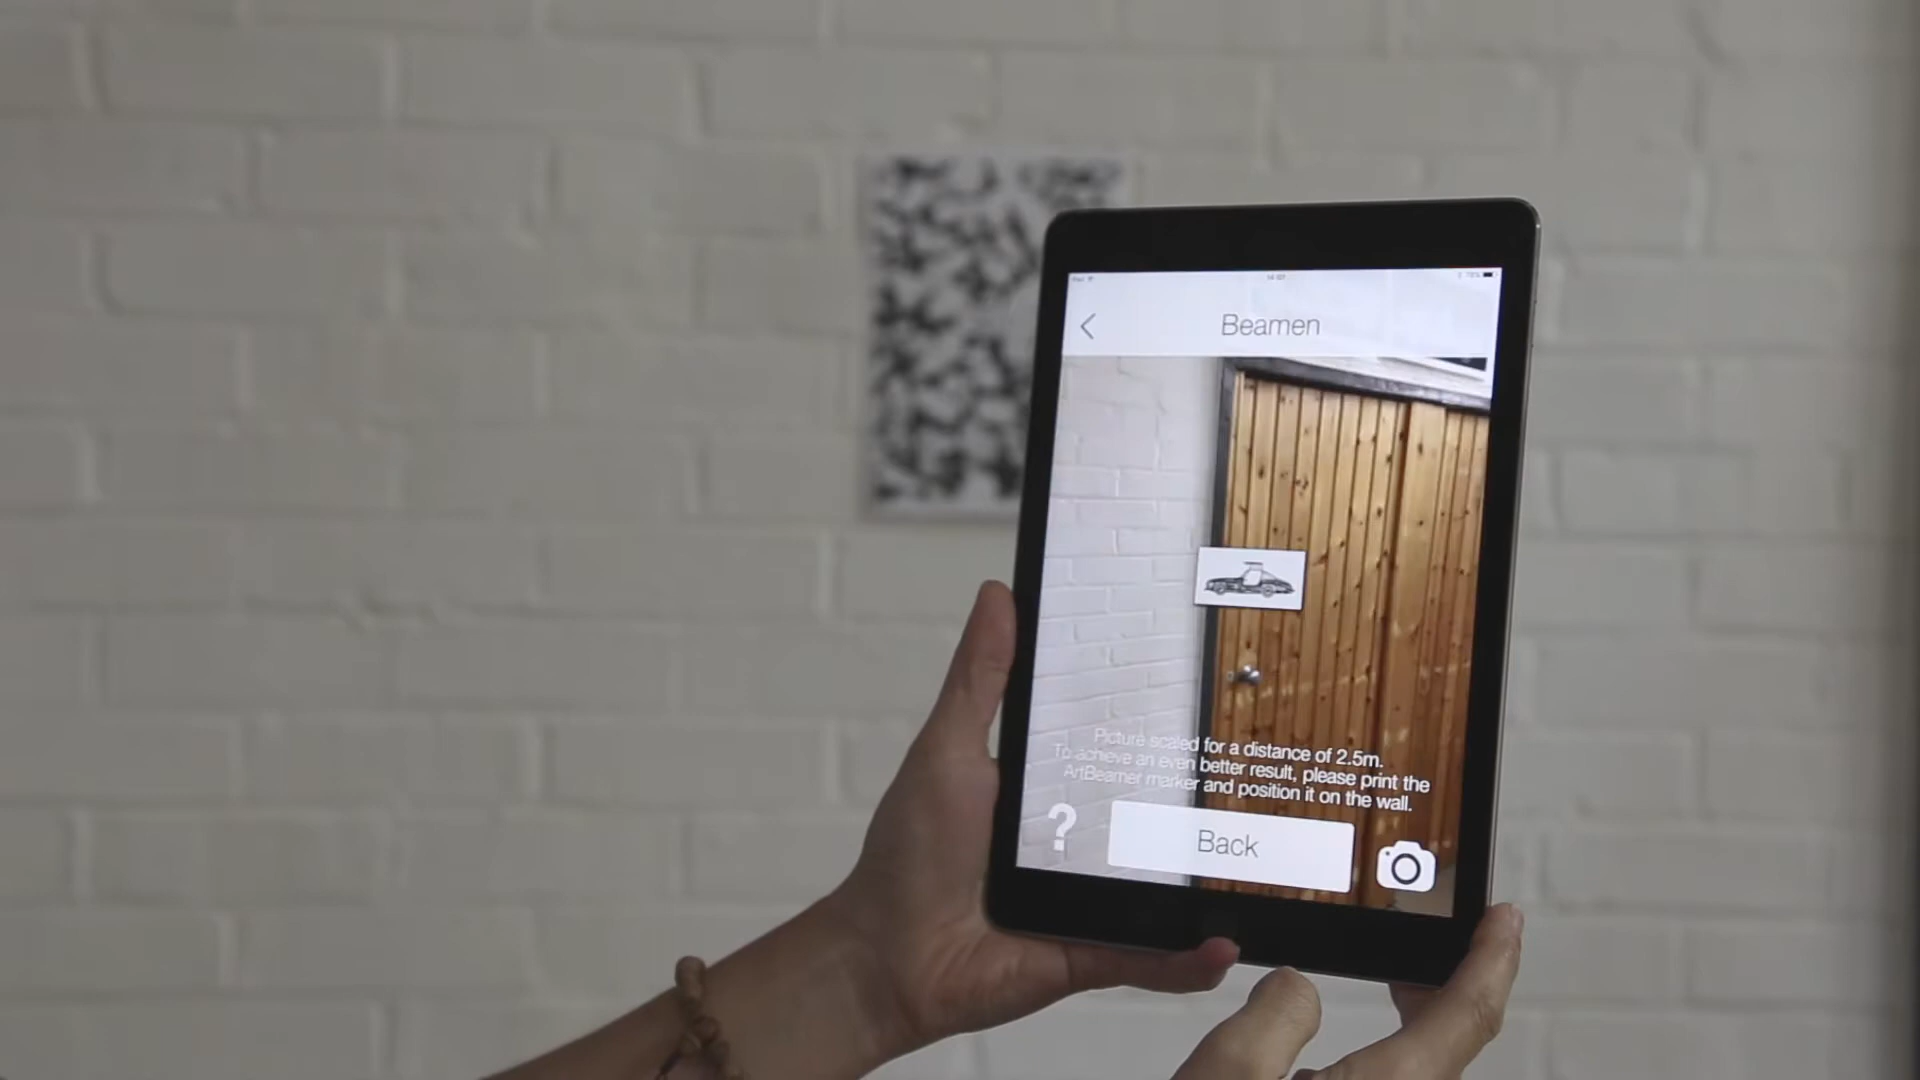 Beamen
Picture scaled for a distance of 2.5m.
To achieve an even better result, please print the
ArtBeamer marker and position it on the wall.
?
Back